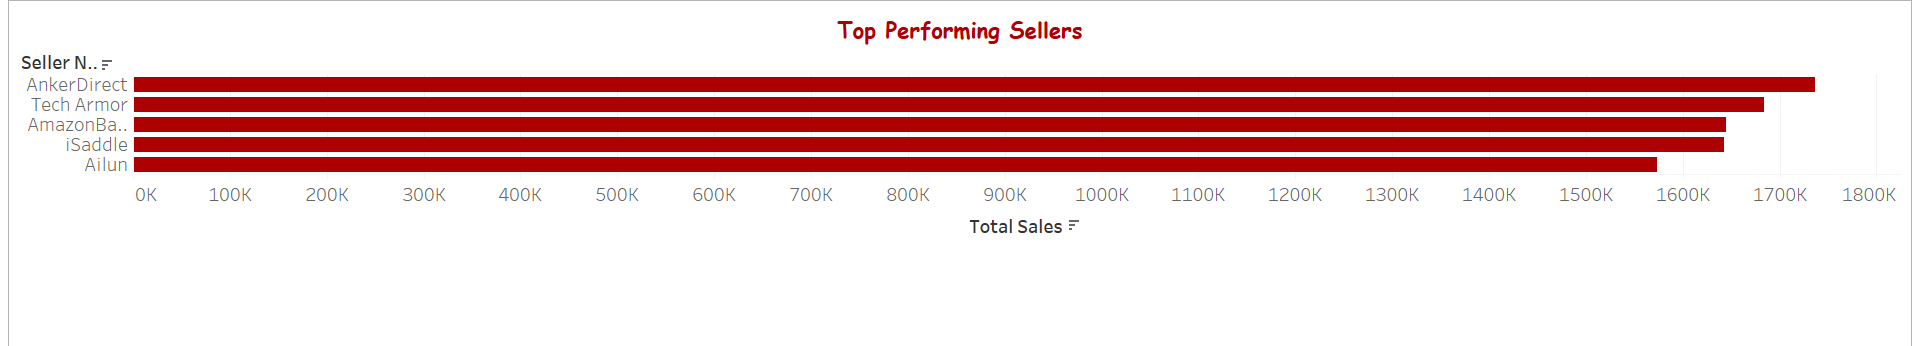 Top Performing Sellers
Seller N..
AnkerDirect
Tech Armor
AmazonBa..
iSaddle
Ailun
0K 100K 200K 300K 400K 500K 600K 700K 800K 900K 1000K 1100K 1200K 1300K 1400K 1500K 1600K 1700K 1800K
Total Sales